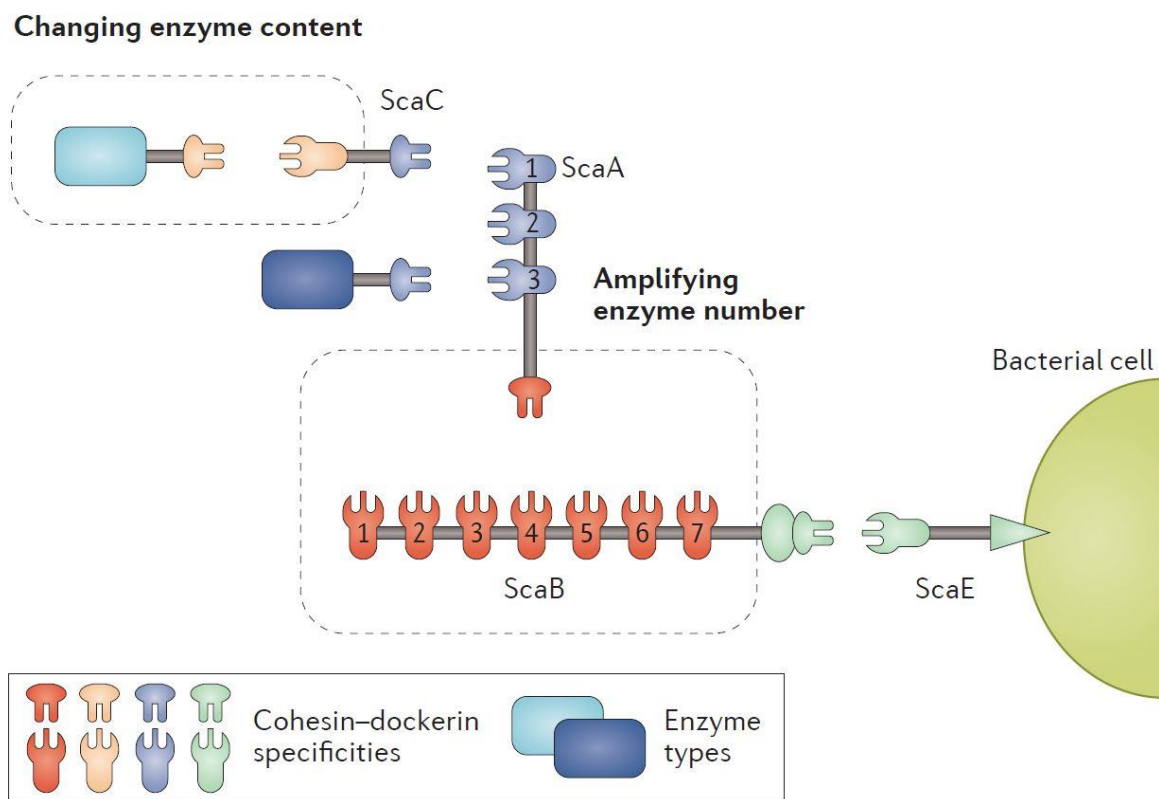 Changing enzyme content
ScaC
1
ScaA
2
3
Amplifying
enzyme number
Bacterial cell
1 2 3 4 5 6 7
ScaB
ScaE
Cohesin–dockerin
specificities
Enzyme
types